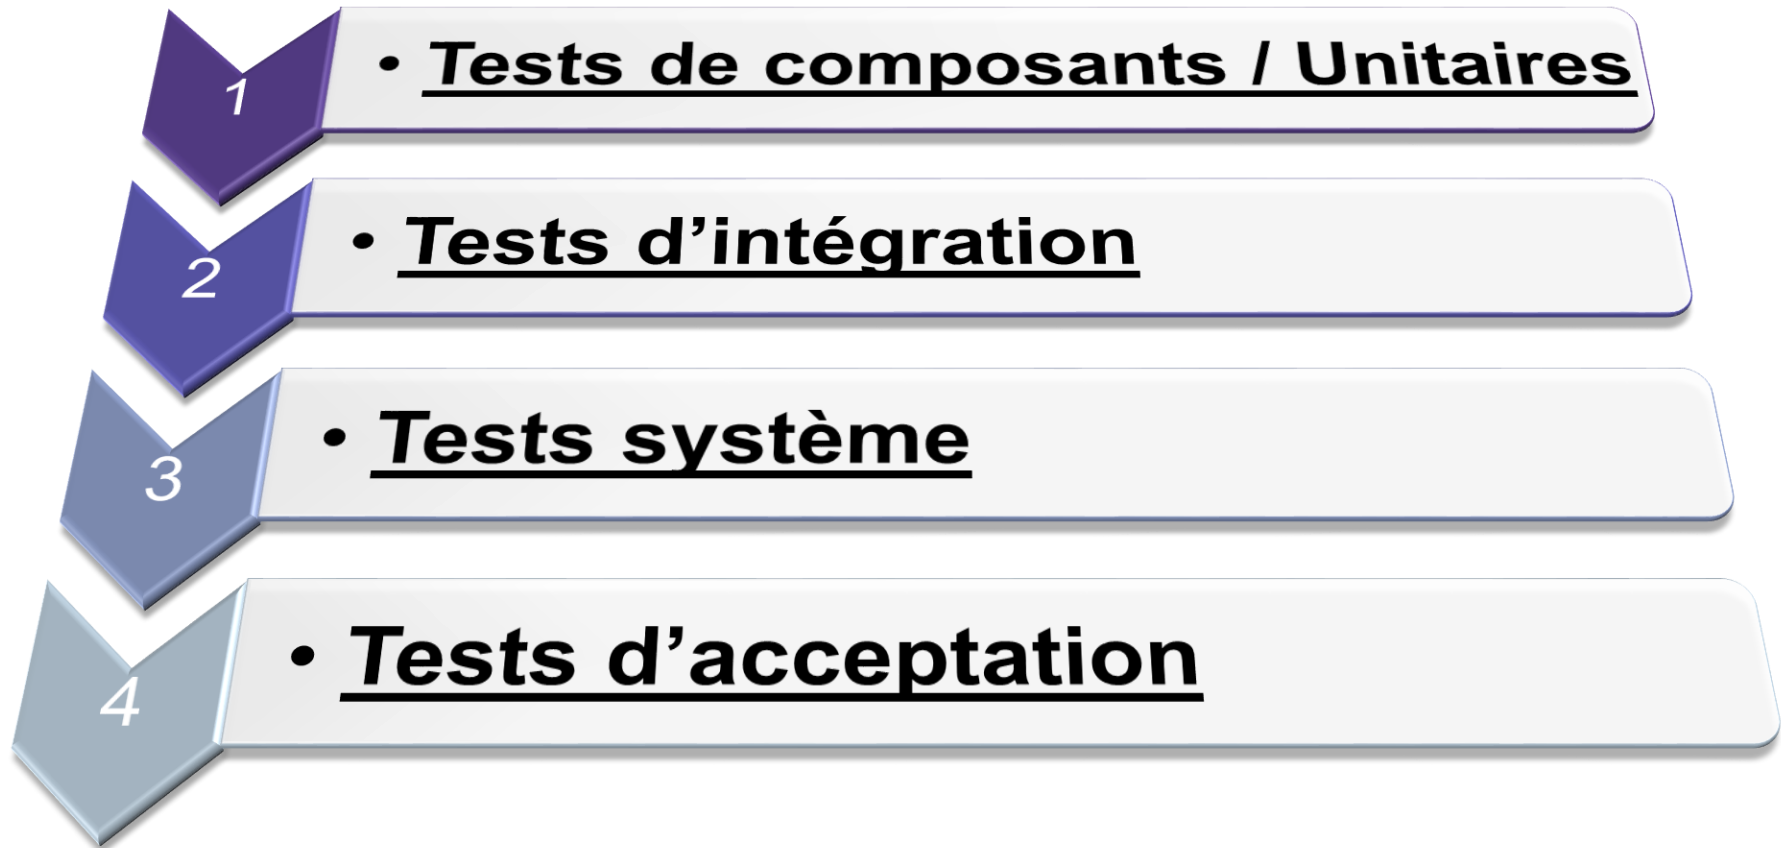 1
• Tests de composants / Unitaires
2
• Tests d’intégration
3
• Tests système
4
• Tests d’acceptation